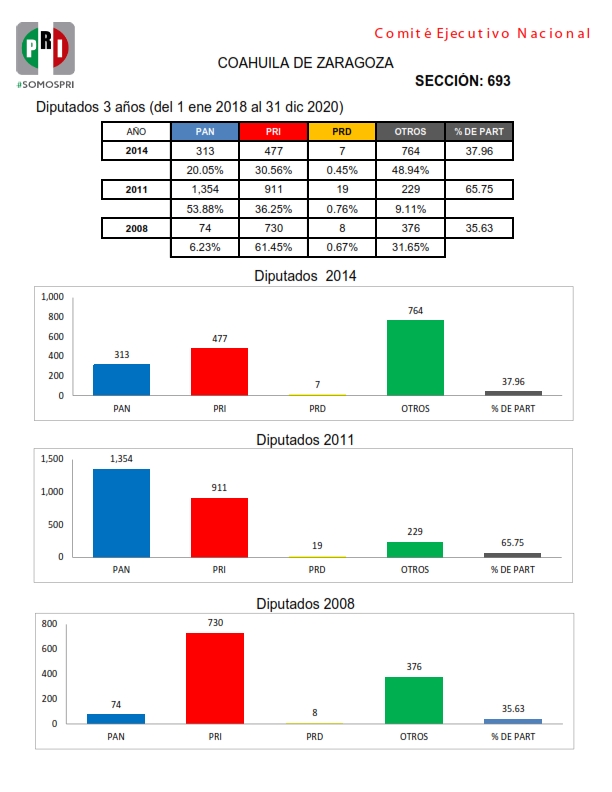 PRI
#SOMOSPRI
Comité Ejecutivo Nacional
COAHUILA DE ZARAGOZA
SECCIÓN: 693
Diputados 3 años (del 1 ene 2018 al 31 dic 2020)
AÑO PAN PRI PRD OTROS % DE PART
2014 313 477 7 764 37.96
20.05% 30.56% 0.45% 48.94%
2011 1,354 911 19 229 65.75
53.88% 36.25% 0.76% 9.11%
2008 74 730 8 376 35.63
6.23% 61.45% 0.67% 31.65%
Diputados 2014
1,000
800
600
400
200
0
313
477
7
764
37.96
PAN PRI PRD OTROS % DE PART
Diputados 2011
1,500
1,000
500
0
1,354
911
19
229
65.75
PAN PRI PRD OTROS % DE PART
Diputados 2008
800
600
400
200
0
74
730
8
376
35.63
PAN PRI PRD OTROS % DE PART